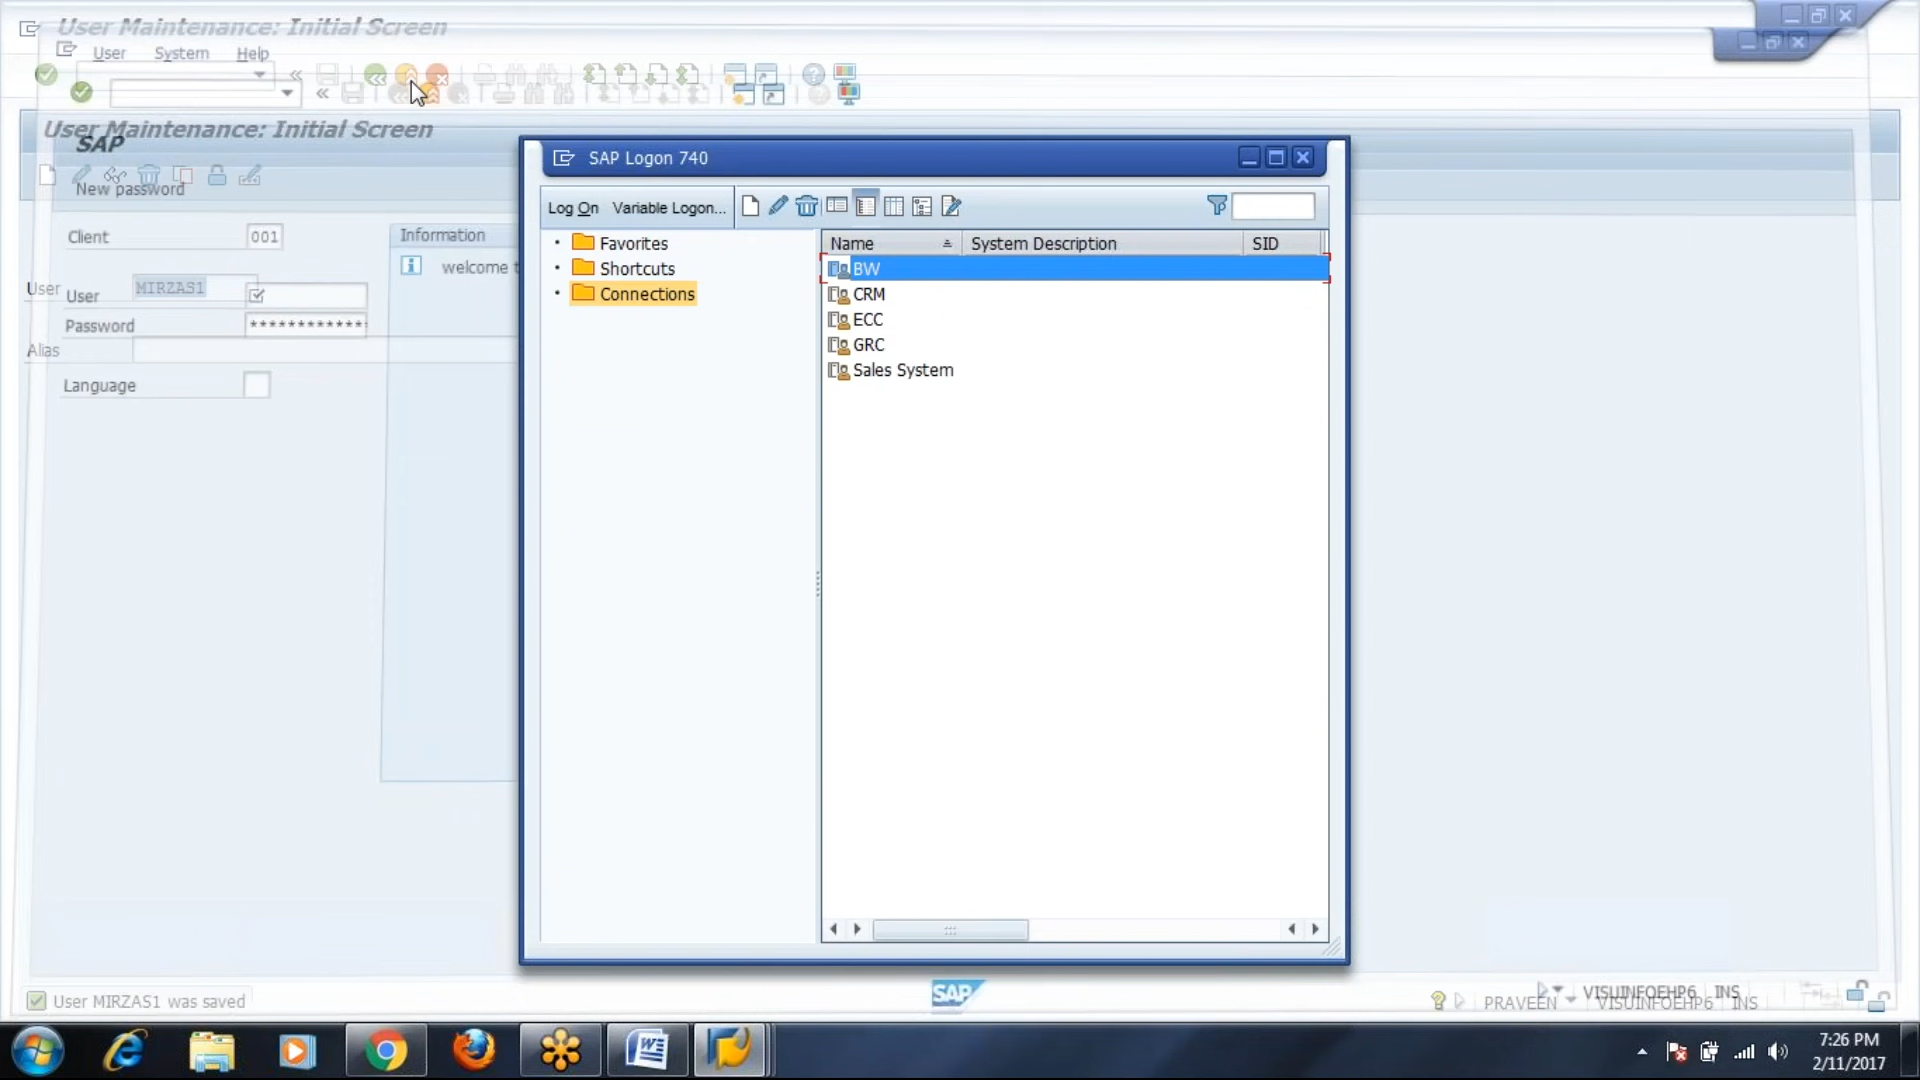 User Maintenance: Initial Screen
User System Help
User Maintenance: Initial Screen
SAP
New password
Client 001
Information
welcome t
User MIRZAS1
User
Password *************
Alias
Language
SAP Logon 740
Log On Variable Logon...
Favorites
Shortcuts
Connections
Name System Description SID
BW
CRM
ECC
GRC
Sales System
User MIRZAS1 was saved
SAP
VISUINFOEHP6 INS
PRAVEEN VISUINFOEHP6 INS
7:26 PM
2/11/2017